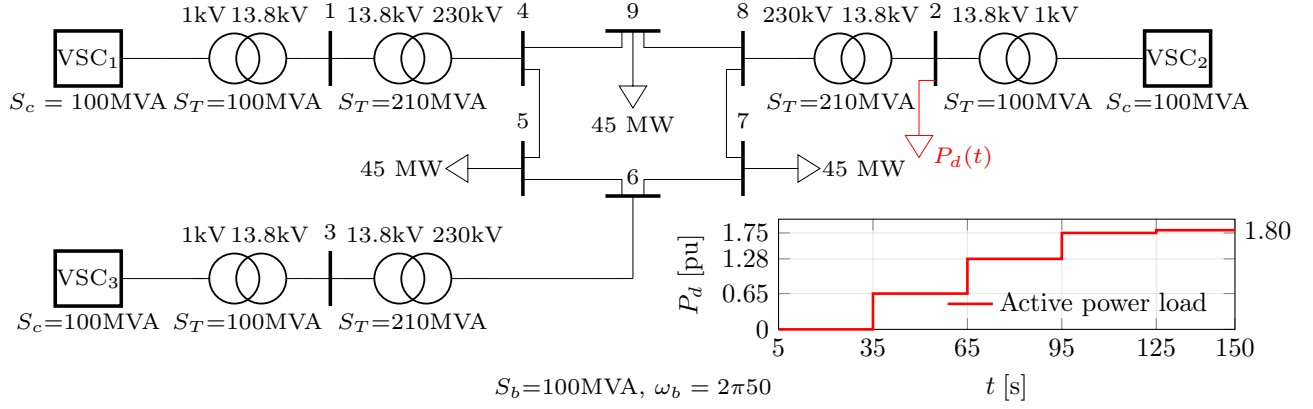 1kV 13.8kV 1 13.8kV 230kV 4 9 8 230kV 13.8kV 2 13.8kV 1kV
VSC₁ VSC₂
S_c = 100MVA S_T=100MVA S_T=210MVA S_T=210MVA S_T=100MVA S_c=100MVA
5 45 MW 7
45 MW 6 45 MW P_d(t)
1kV 13.8kV 3 13.8kV 230kV
VSC₃
S_c=100MVA S_T=100MVA S_T=210MVA
P_d [pu]
1.75 1.80
1.28
0.65
Active power load
0
5 35 65 95 125 150
t [s]
S_b=100MVA, ω_b = 2π50